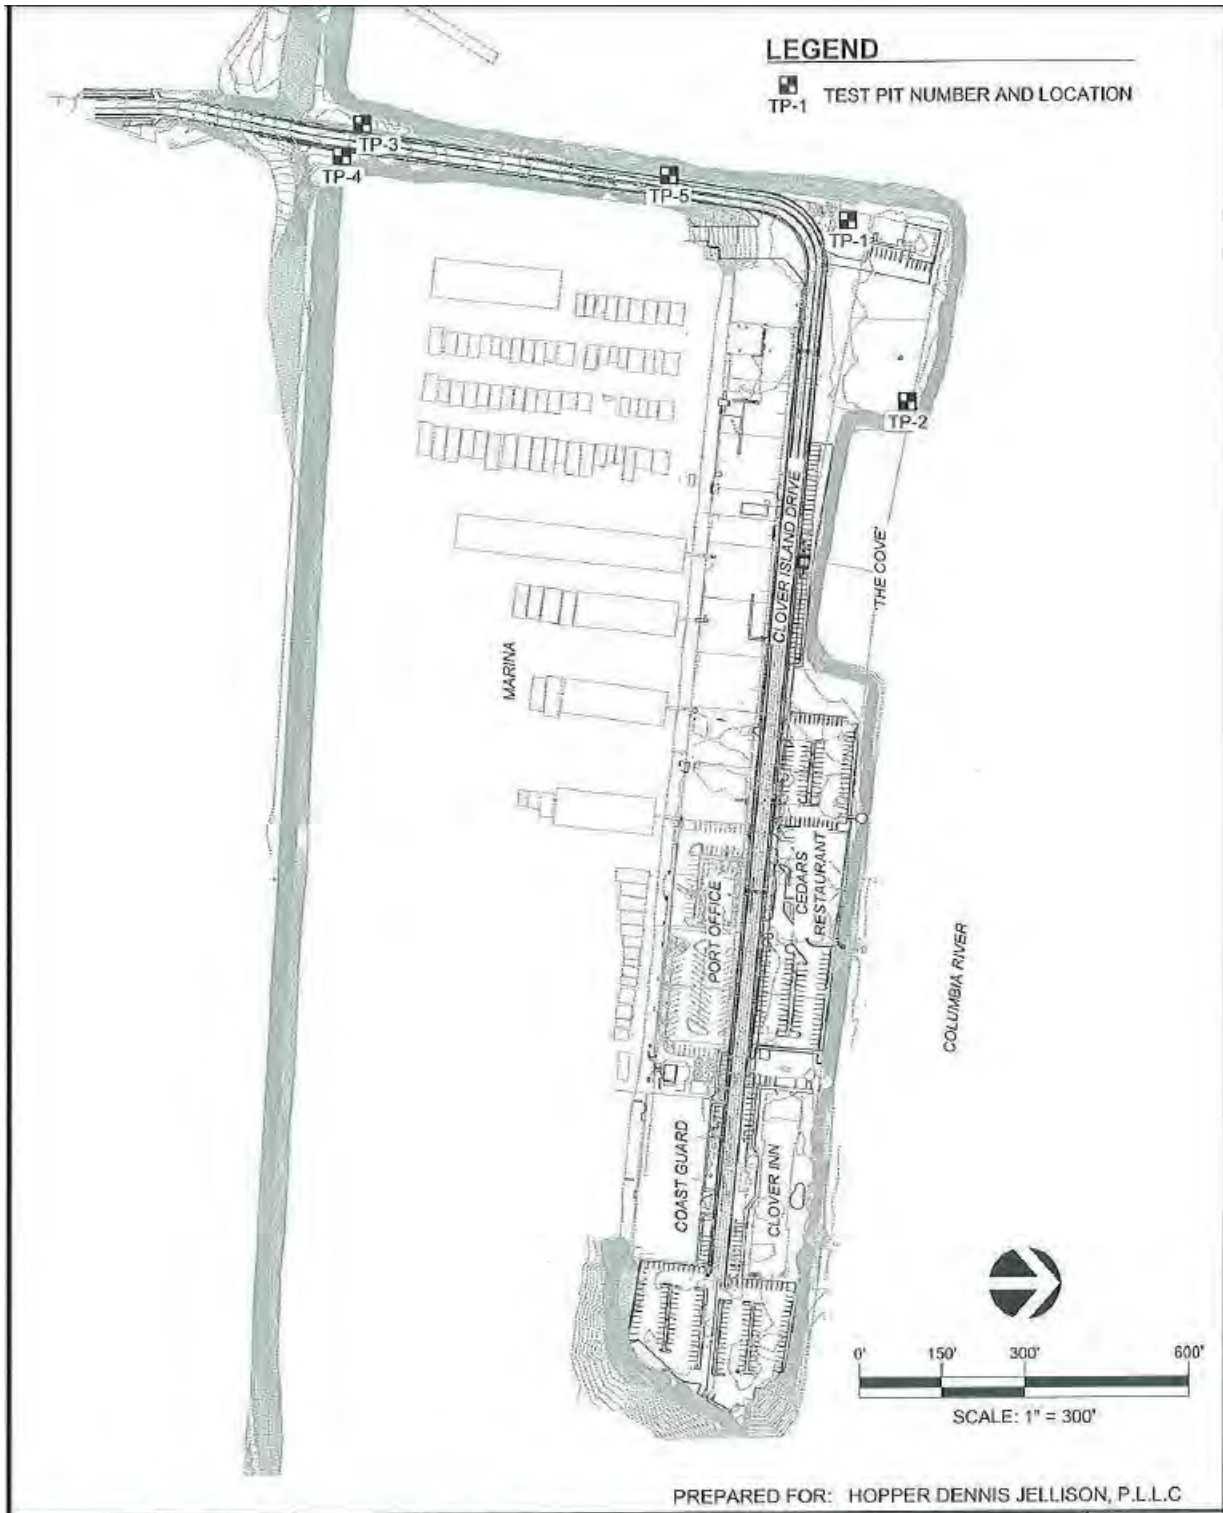 LEGEND
TP-1 TEST PIT NUMBER AND LOCATION
TP-3
TP-4
TP-5
TP-1
TP-2
CLOVER ISLAND DRIVE
'THE COVE'
MARINA
PORT OFFICE
CEDARS
RESTAURANT
COLUMBIA RIVER
COAST GUARD
CLOVER INN
0' 150' 300' 600'
SCALE: 1" = 300'
PREPARED FOR: HOPPER DENNIS JELLISON, P.L.L.C